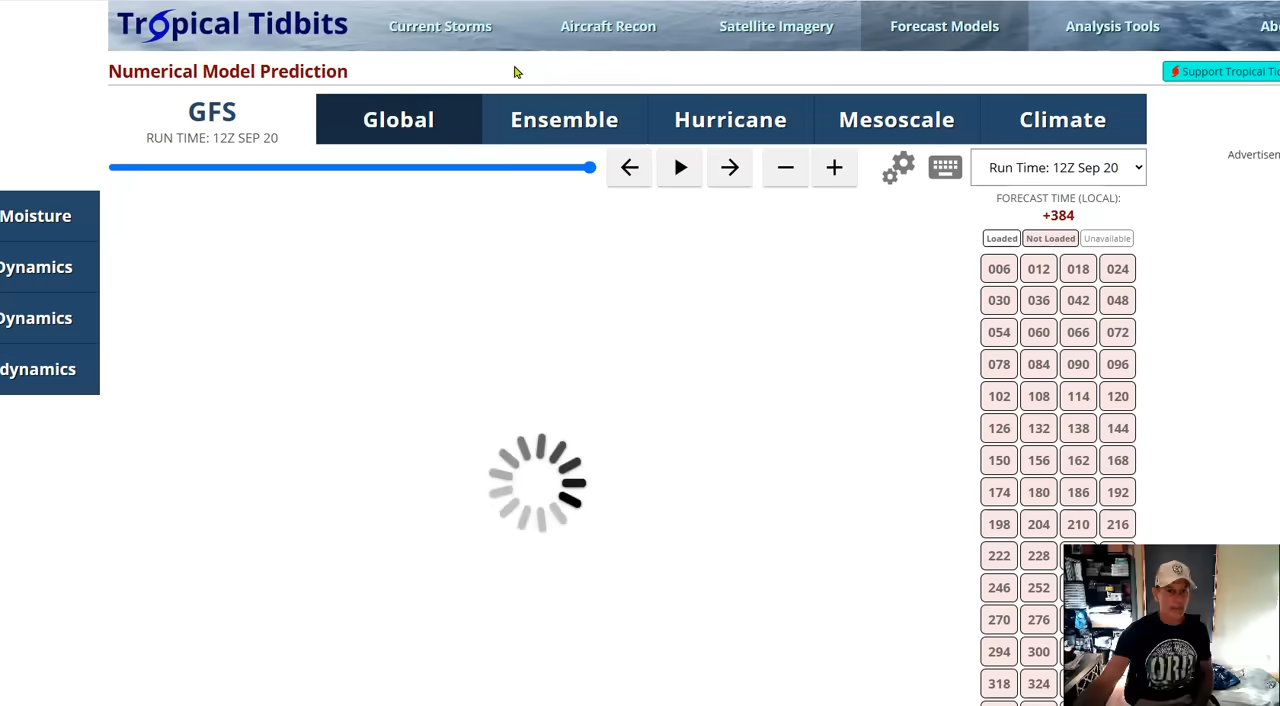 Tropical Tidbits
Current Storms
Aircraft Recon
Satellite Imagery
Forecast Models
Analysis Tools
Ab
Numerical Model Prediction
Support Tropical Tid
GFS
RUN TIME: 12Z SEP 20
Global
Ensemble
Hurricane
Mesoscale
Climate
Run Time: 12Z Sep 20
Advertisem
FORECAST TIME (LOCAL):
+384
Loaded Not Loaded Unavailable
Moisture
Dynamics
Dynamics
dynamics
006 012 018 024
030 036 042 048
054 060 066 072
078 084 090 096
102 108 114 120
126 132 138 144
150 156 162 168
174 180 186 192
198 204 210 216
222 228
246 252
270 276
294 300
318 324